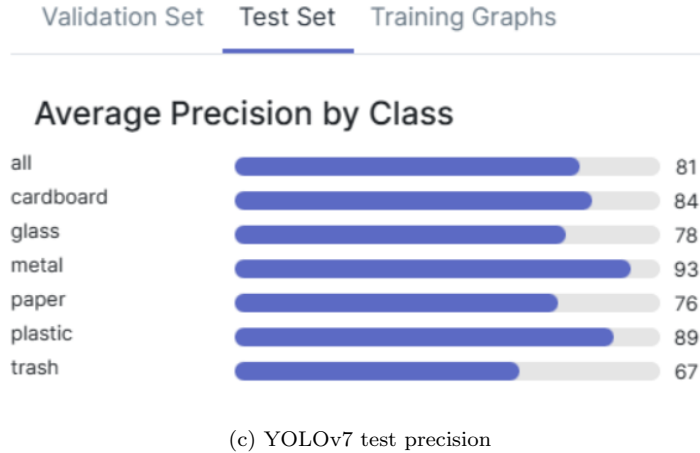 Validation Set Test Set Training Graphs
Average Precision by Class
all 81
cardboard 84
glass 78
metal 93
paper 76
plastic 89
trash 67
(c) YOLOv7 test precision